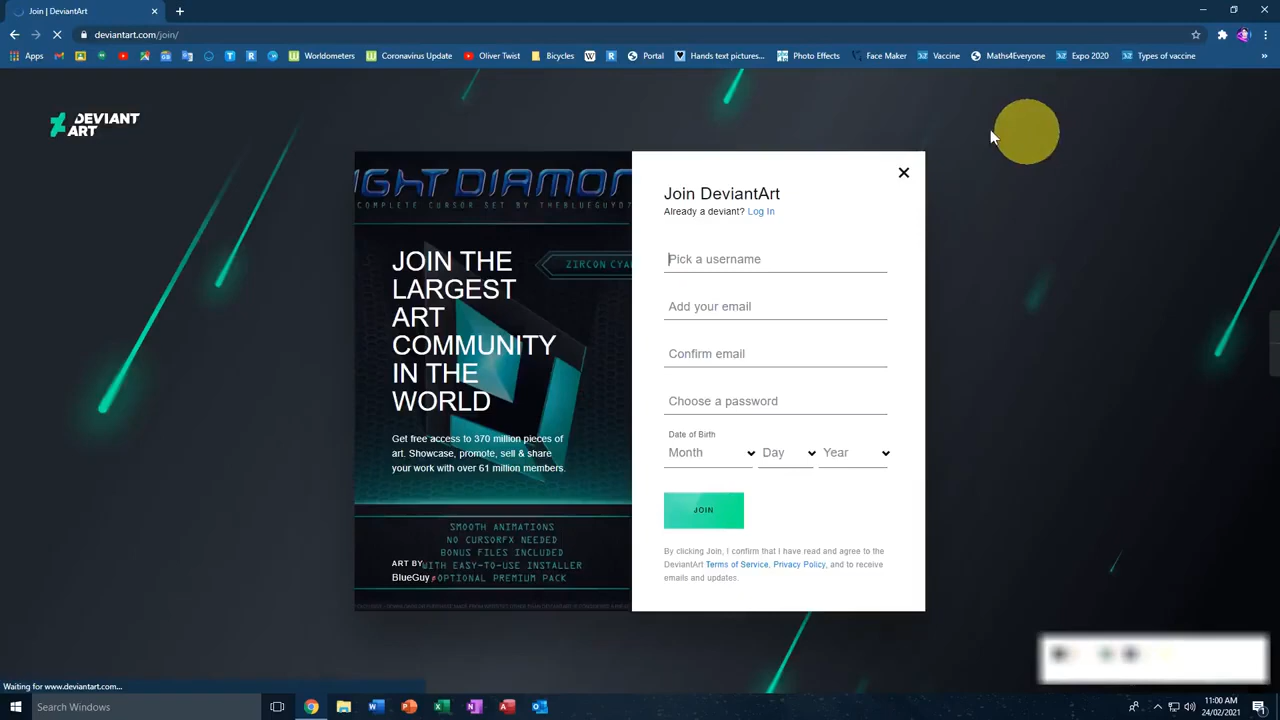 Join | DeviantArt
deviantart.com/join/
Apps
Worldometers
Coronavirus Update
Oliver Twist
Bicycles
Portal
Hands text pictures...
Photo Effects
Face Maker
Vaccine
Maths4Everyone
Expo 2020
Types of vaccine
DEVIANT
ART
COMPLETE CURSOR SET BY THEBLUEGUY07
ZIRCON CYA
JOIN THE
LARGEST
ART
COMMUNITY
IN THE
WORLD
Get free access to 370 million pieces of
art. Showcase, promote, sell & share
your work with over 61 million members.
SMOOTH ANIMATIONS
NO CURSORFX NEEDED
BONUS FILES INCLUDED
WITH EASY-TO-USE INSTALLER
OPTIONAL PREMIUM PACK
ART BY
BlueGuy
Join DeviantArt
Already a deviant? Log In
Pick a username
Add your email
Confirm email
Choose a password
Date of Birth
Month Day Year
JOIN
By clicking Join, I confirm that I have read and agree to the
DeviantArt Terms of Service, Privacy Policy, and to receive
emails and updates.
Waiting for www.deviantart.com...
Search Windows
11:00 AM
24/02/2021